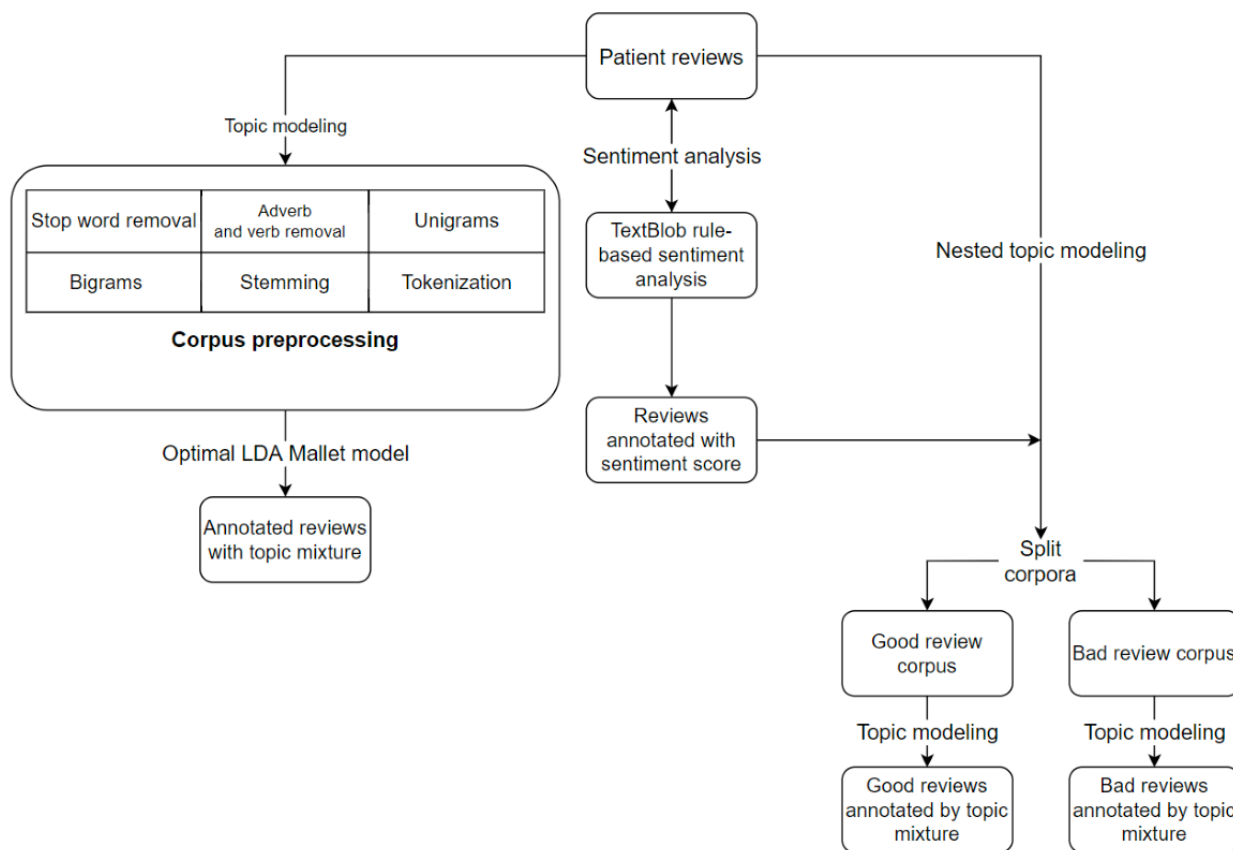 Patient reviews
Topic modeling
Sentiment analysis
Stop word removal
Adverb
and verb removal
Unigrams
Bigrams
Stemming
Tokenization
Corpus preprocessing
TextBlob rule-
based sentiment
analysis
Nested topic modeling
Optimal LDA Mallet model
Reviews
annotated with
sentiment score
Annotated reviews
with topic mixture
Split
corpora
Good review
corpus
Bad review corpus
Topic modeling
Topic modeling
Good reviews
annotated by topic
mixture
Bad reviews
annotated by topic
mixture